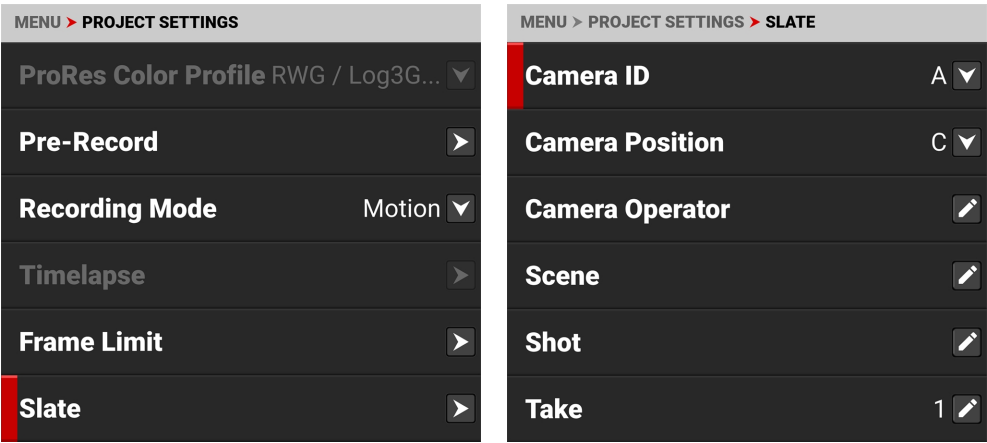 MENU > PROJECT SETTINGS
ProRes Color Profile RWG / Log3G...
Pre-Record
Recording Mode Motion
Timelapse
Frame Limit
Slate
MENU > PROJECT SETTINGS > SLATE
Camera ID A
Camera Position C
Camera Operator
Scene
Shot
Take 1